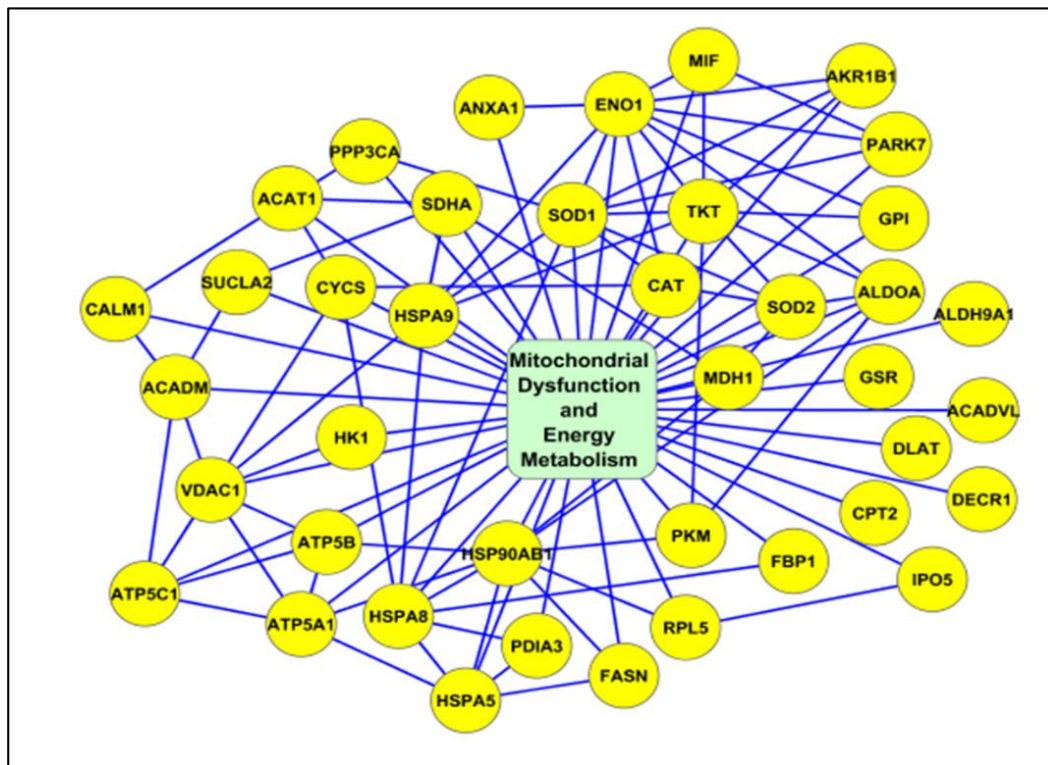 MIF
AKR1B1
ANXA1
ENO1
PARK7
PPP3CA
ACAT1
SDHA
SOD1
TKT
GPI
SUCLA2
CYCS
CAT
CALM1
HSPA9
SOD2
ALDOA
ALDH9A1
Mitochondrial
Dysfunction
and
Energy
Metabolism
ACADM
MDH1
GSR
ACADVL
HK1
DLAT
VDAC1
DECR1
CPT2
ATP5B
HSP90AB1
PKM
FBP1
IPO5
ATP5C1
ATP5A1
HSPA8
RPL5
PDIA3
FASN
HSPA5